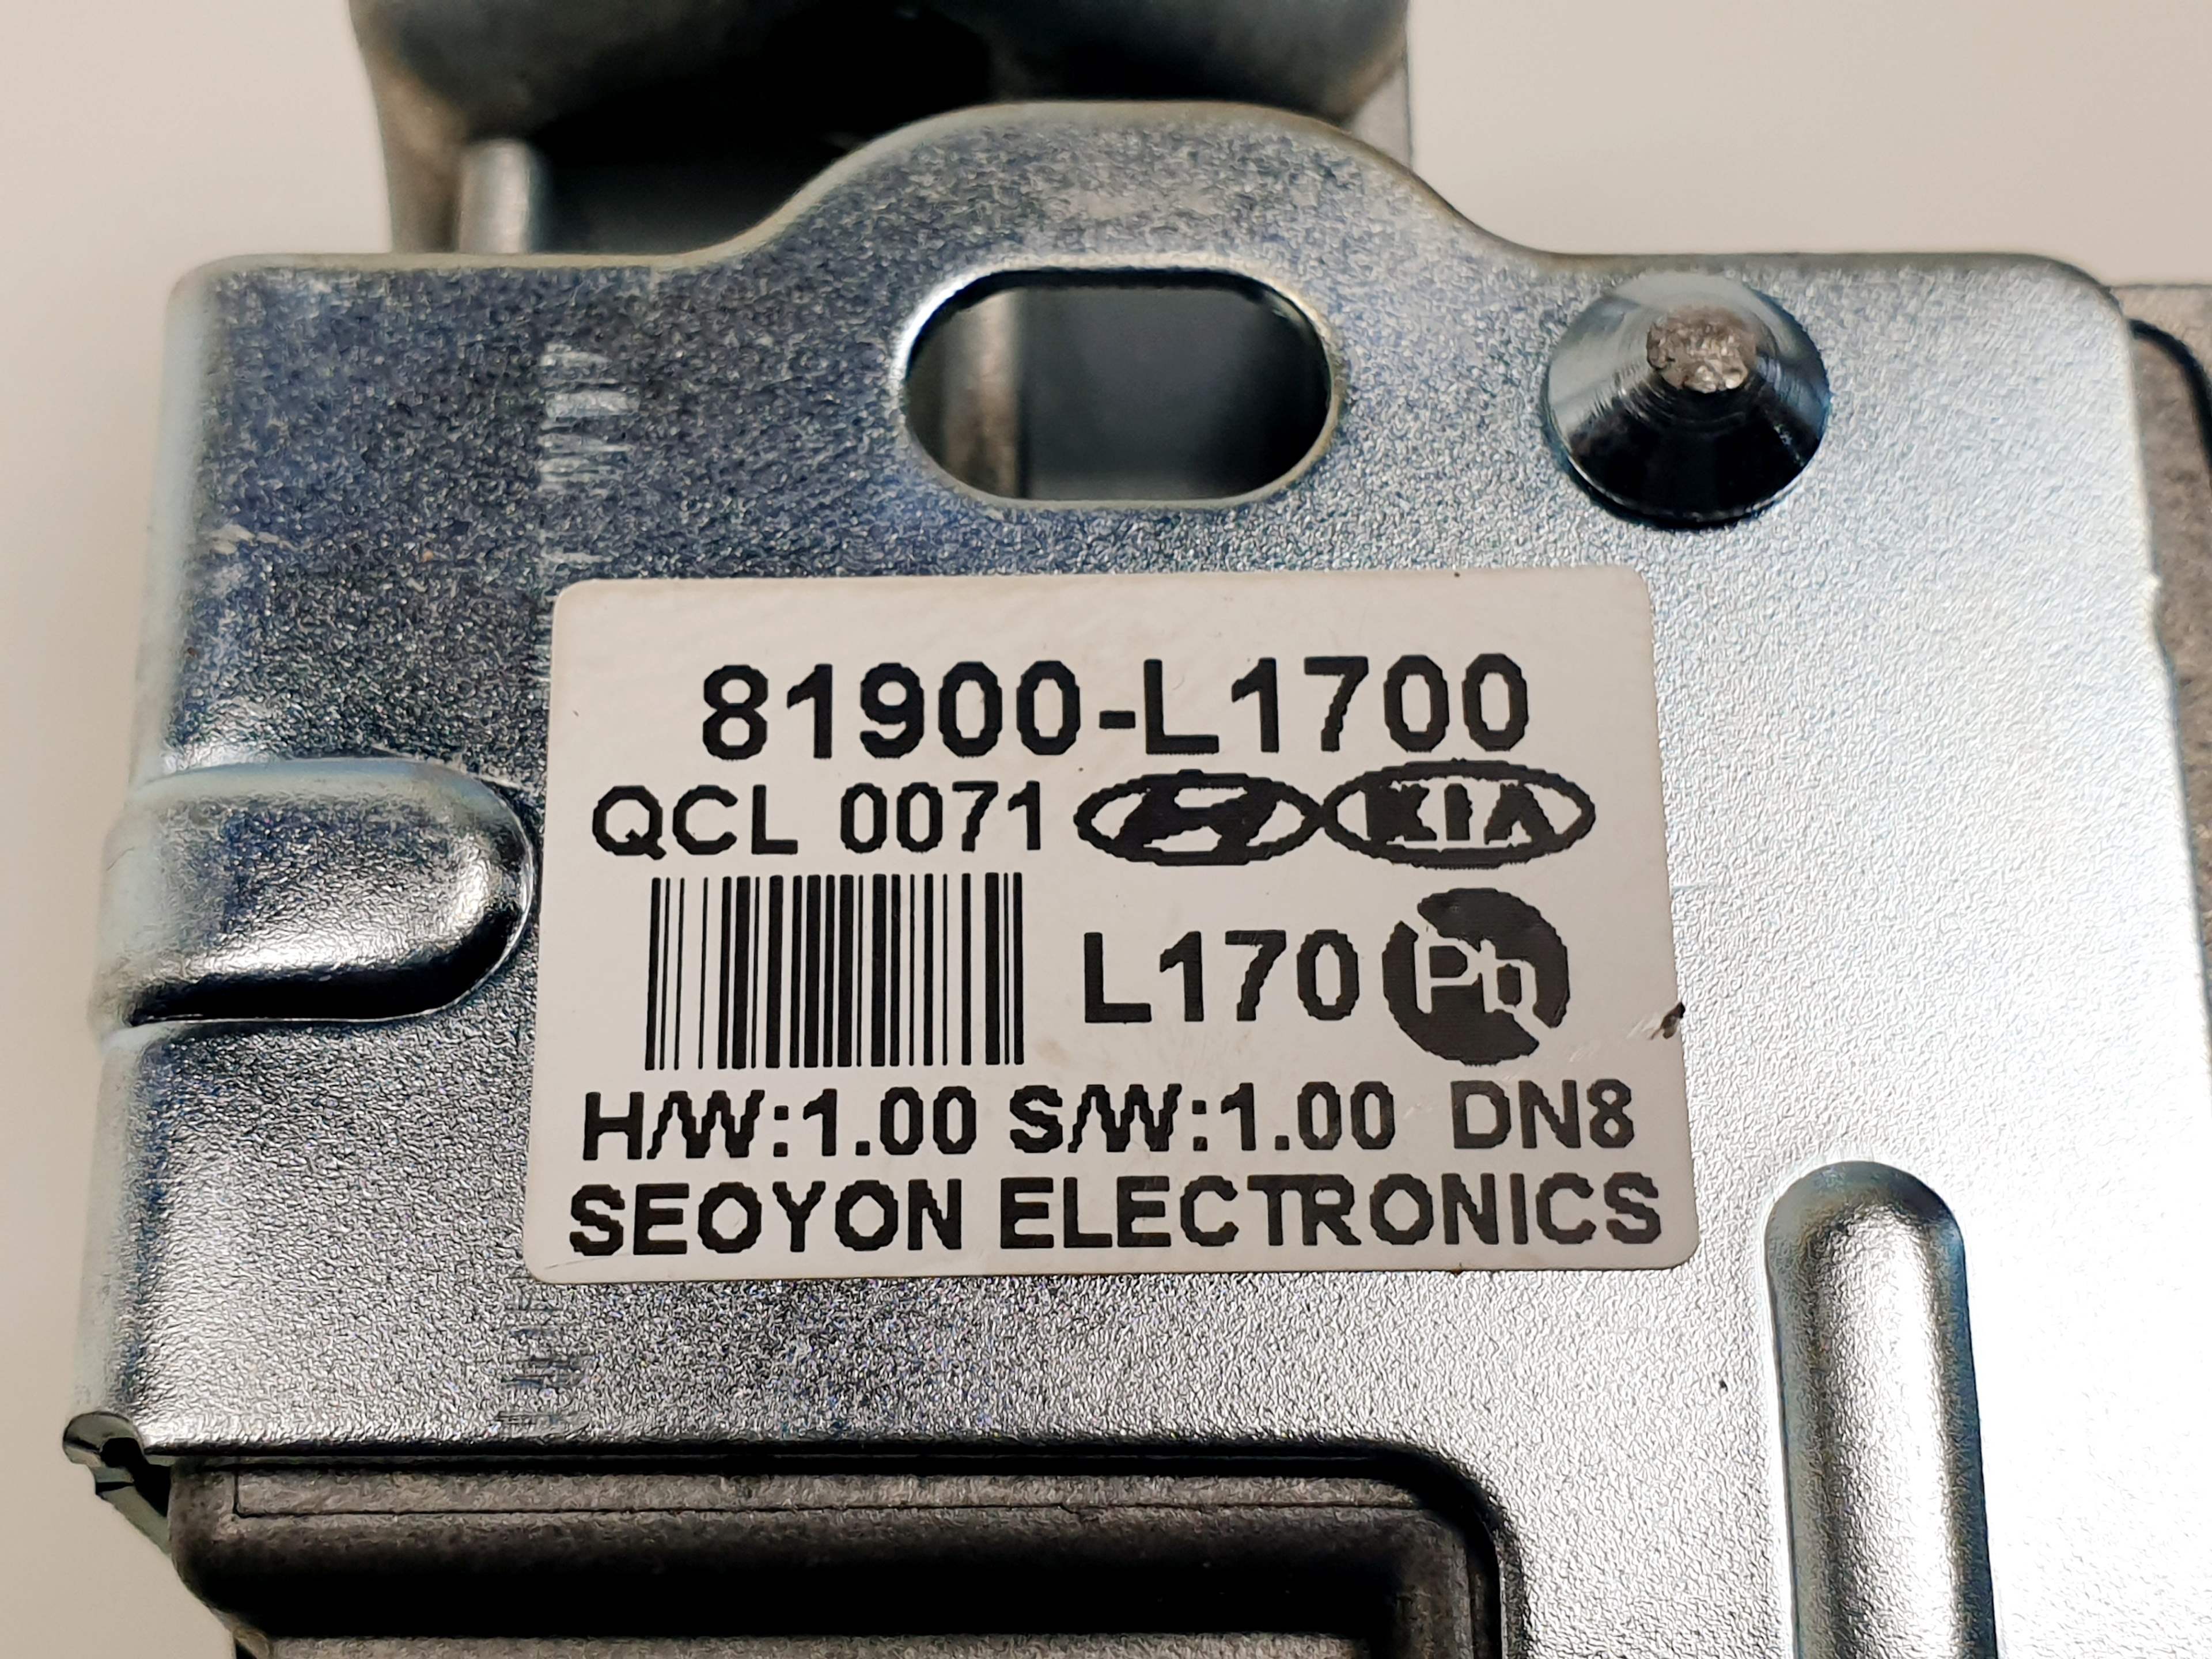 81900-L1700
QCL 0071 KIA
L170 Pb
H/W:1.00 S/W:1.00 DN8
SEOYON ELECTRONICS